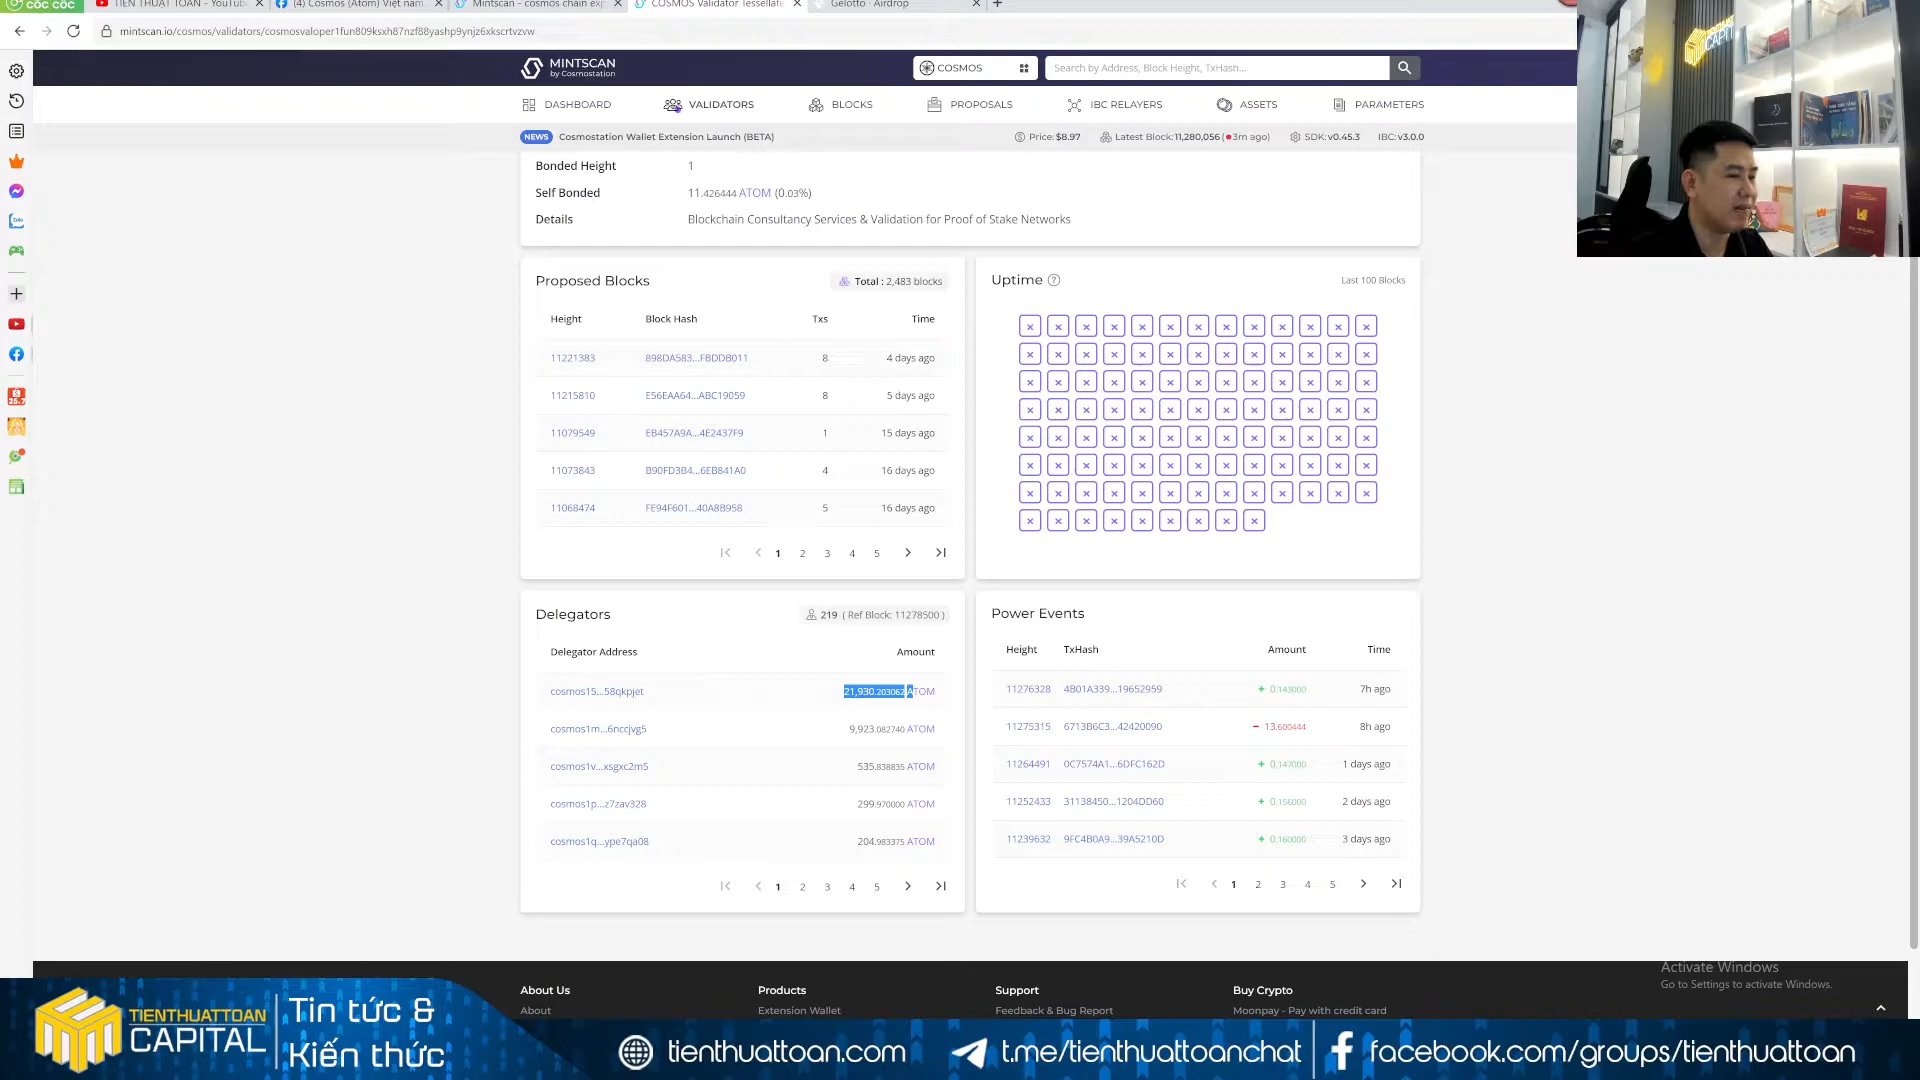 CỐC CỐC
TIỀN THUẬT TOÁN - YouTube
(4) Cosmos (Atom) Việt nam
Mintscan - cosmos chain exp
COSMOS Validator Tessellate
Gelotto · Airdrop
mintscan.io/cosmos/validators/cosmosvaloper1fun809ksxh87nzf88yashp9ynjz6xkscrtvzvw
MINTSCAN
by Cosmostation
COSMOS
Search by Address, Block Height, TxHash...
DASHBOARD
VALIDATORS
BLOCKS
PROPOSALS
IBC RELAYERS
ASSETS
PARAMETERS
NEWS Cosmostation Wallet Extension Launch (BETA)
Price: $8.97
Latest Block: 11,280,056 ( 3m ago)
SDK: v0.45.3
IBC: v3.0.0
Bonded Height 1
Self Bonded 11.426444 ATOM (0.03%)
Details Blockchain Consultancy Services & Validation for Proof of Stake Networks
Proposed Blocks
Total : 2,483 blocks
Height Block Hash Txs Time
11221383 898DA583...FBDDB011 8 4 days ago
11215810 E56EAA64...ABC19059 8 5 days ago
11079549 EB457A9A...4E2437F9 1 15 days ago
11073843 B90FD3B4...6EB841A0 4 16 days ago
11068474 FE94F601...40A8B958 5 16 days ago
1 2 3 4 5
Uptime
Last 100 Blocks
Delegators
219 ( Ref Block: 11278500 )
Delegator Address Amount
cosmos15...58qkpjet 21,930.203062 ATOM
cosmos1m...6nccjvg5 9,923.082740 ATOM
cosmos1v...xsgxc2m5 535.838835 ATOM
cosmos1p...z7zav328 299.970000 ATOM
cosmos1q...ype7qa08 204.983375 ATOM
1 2 3 4 5
Power Events
Height TxHash Amount Time
11276328 4B01A339...19652959 + 0.143000 7h ago
11275315 6713B6C3...42420090 − 13.600444 8h ago
11264491 0C7574A1...6DFC162D + 0.147000 1 days ago
11252433 31138450...1204DD60 + 0.156000 2 days ago
11239632 9FC4B0A9...39A5210D + 0.160000 3 days ago
1 2 3 4 5
Activate Windows
Go to Settings to activate Windows.
About Us
Products
Support
Buy Crypto
About
Extension Wallet
Feedback & Bug Report
Moonpay - Pay with credit card
TIENTHUATTOAN
CAPITAL
Tin tức &
Kiến thức
tienthuattoan.com
t.me/tienthuattoanchat
facebook.com/groups/tienthuattoan